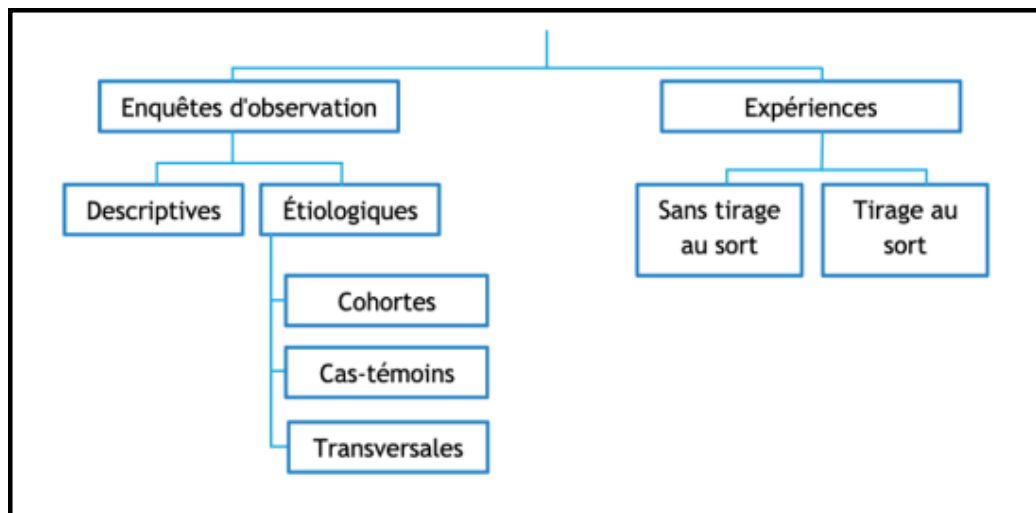 Enquêtes d'observation
Expériences
Descriptives
Étiologiques
Sans tirage
au sort
Tirage au
sort
Cohortes
Cas-témoins
Transversales